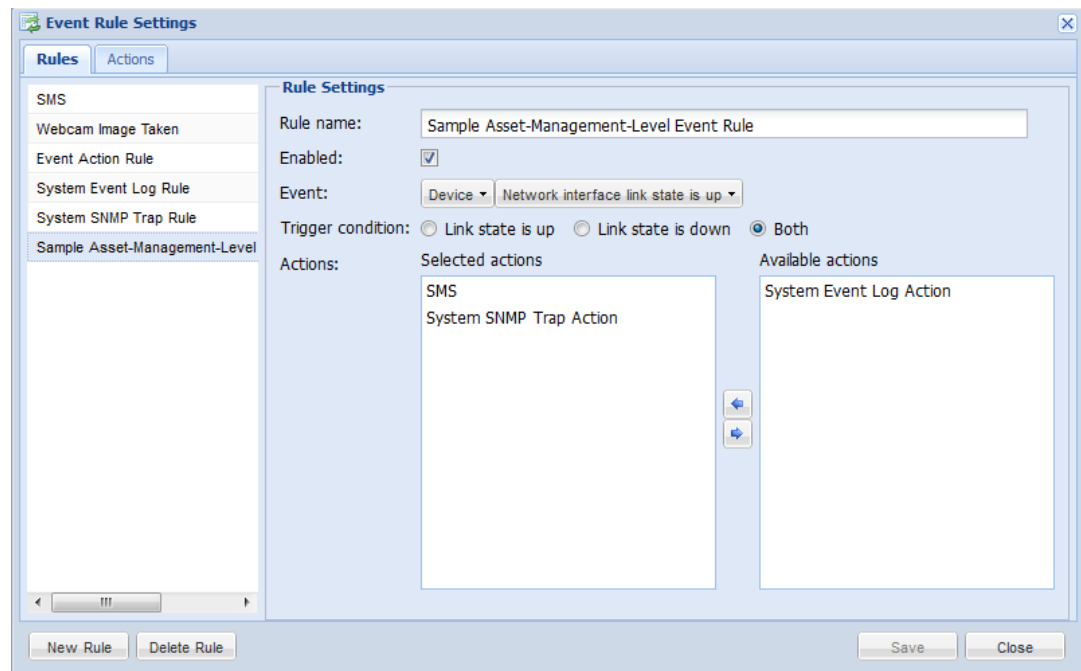 Event Rule Settings
Rules
Actions
SMS
Webcam Image Taken
Event Action Rule
System Event Log Rule
System SNMP Trap Rule
Sample Asset-Management-Level
Rule Settings
Rule name: Sample Asset-Management-Level Event Rule
Enabled:
Event: Device Network interface link state is up
Trigger condition: Link state is up Link state is down Both
Actions:
Selected actions
SMS
System SNMP Trap Action
Available actions
System Event Log Action
New Rule
Delete Rule
Save
Close